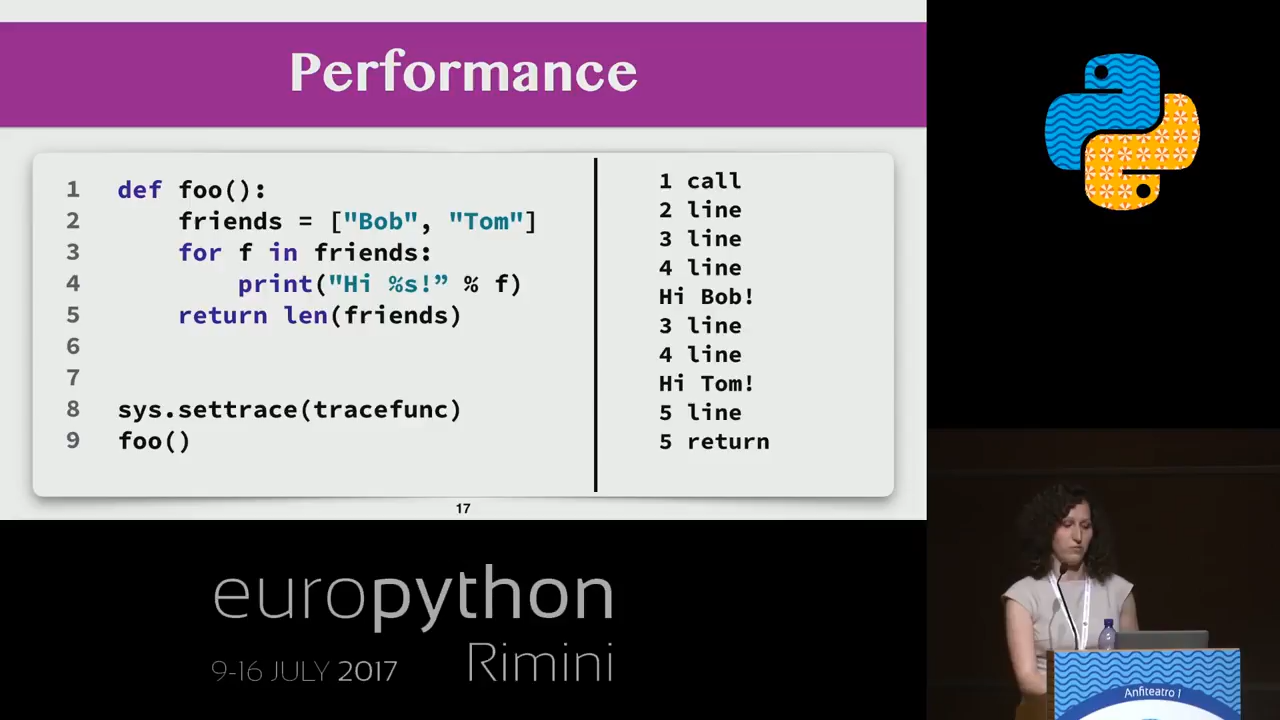 Performance
1 def foo():
2 friends = ["Bob", "Tom"]
3 for f in friends:
4 print("Hi %s!” % f)
5 return len(friends)
6
7
8 sys.settrace(tracefunc)
9 foo()
1 call
2 line
3 line
4 line
Hi Bob!
3 line
4 line
Hi Tom!
5 line
5 return
17
europython
9-16 JULY 2017 Rimini
Anfiteatro 1